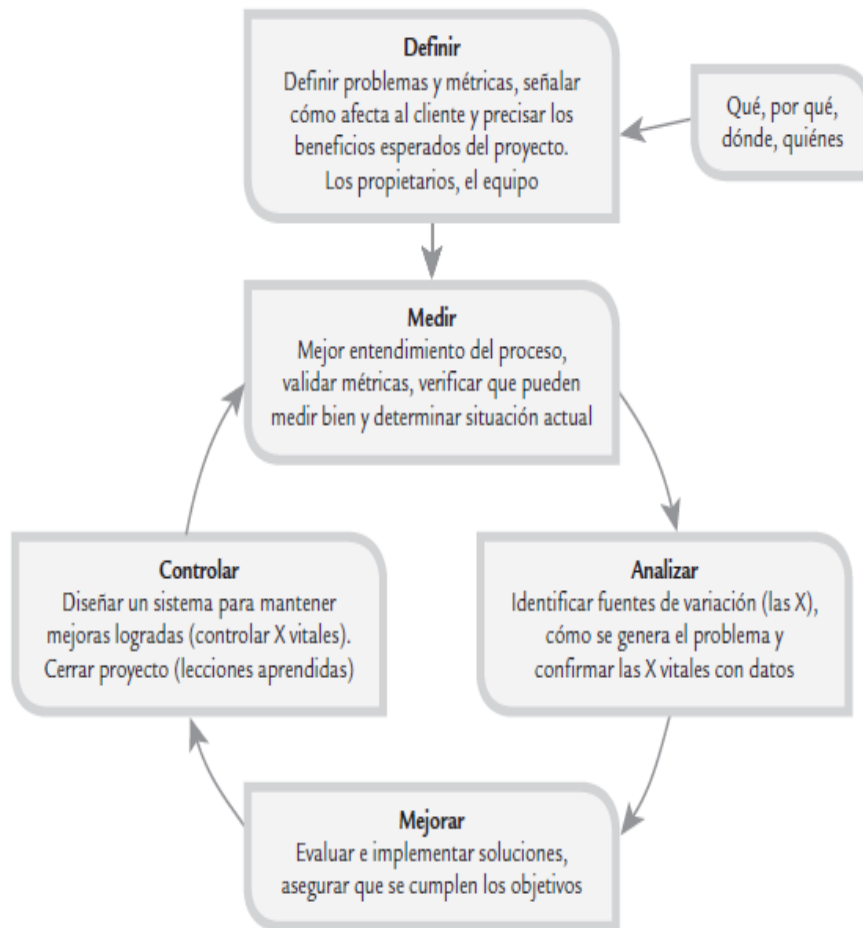 Definir
Definir problemas y métricas, señalar
cómo afecta al cliente y precisar los
beneficios esperados del proyecto.
Los propietarios, el equipo
Qué, por qué,
dónde, quiénes
Medir
Mejor entendimiento del proceso,
validar métricas, verificar que pueden
medir bien y determinar situación actual
Controlar
Diseñar un sistema para mantener
mejoras logradas (controlar X vitales).
Cerrar proyecto (lecciones aprendidas)
Analizar
Identificar fuentes de variación (las X),
cómo se genera el problema y
confirmar las X vitales con datos
Mejorar
Evaluar e implementar soluciones,
asegurar que se cumplen los objetivos